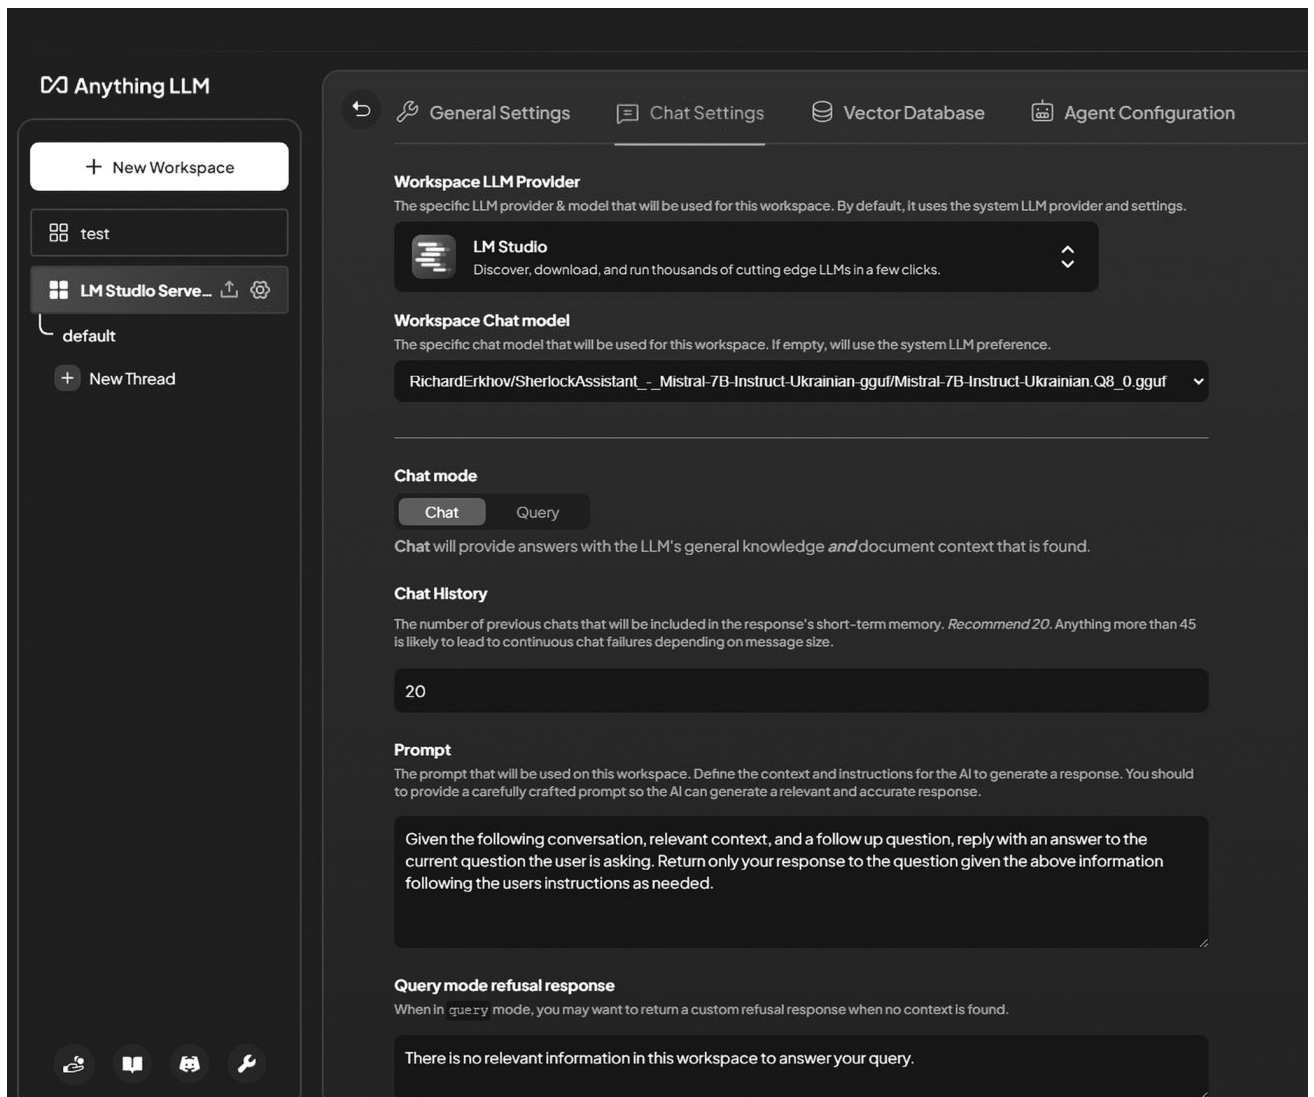 Anything LLM
New Workspace
test
LM Studio Serve...
default
New Thread
General Settings
Chat Settings
Vector Database
Agent Configuration
Workspace LLM Provider
The specific LLM provider & model that will be used for this workspace. By default, it uses the system LLM provider and settings.
LM Studio
Discover, download, and run thousands of cutting edge LLMs in a few clicks.
Workspace Chat model
The specific chat model that will be used for this workspace. If empty, will use the system LLM preference.
RichardErkhov/SherlockAssistant_-_Mistral-7B-Instruct-Ukrainian-gguf/Mistral-7B-Instruct-Ukrainian.Q8_0.gguf
Chat mode
Chat
Query
Chat will provide answers with the LLM's general knowledge and document context that is found.
Chat History
The number of previous chats that will be included in the response's short-term memory. Recommend 20. Anything more than 45
is likely to lead to continuous chat failures depending on message size.
20
Prompt
The prompt that will be used on this workspace. Define the context and instructions for the AI to generate a response. You should
to provide a carefully crafted prompt so the AI can generate a relevant and accurate response.
Given the following conversation, relevant context, and a follow up question, reply with an answer to the
current question the user is asking. Return only your response to the question given the above information
following the users instructions as needed.
Query mode refusal response
When in query mode, you may want to return a custom refusal response when no context is found.
There is no relevant information in this workspace to answer your query.